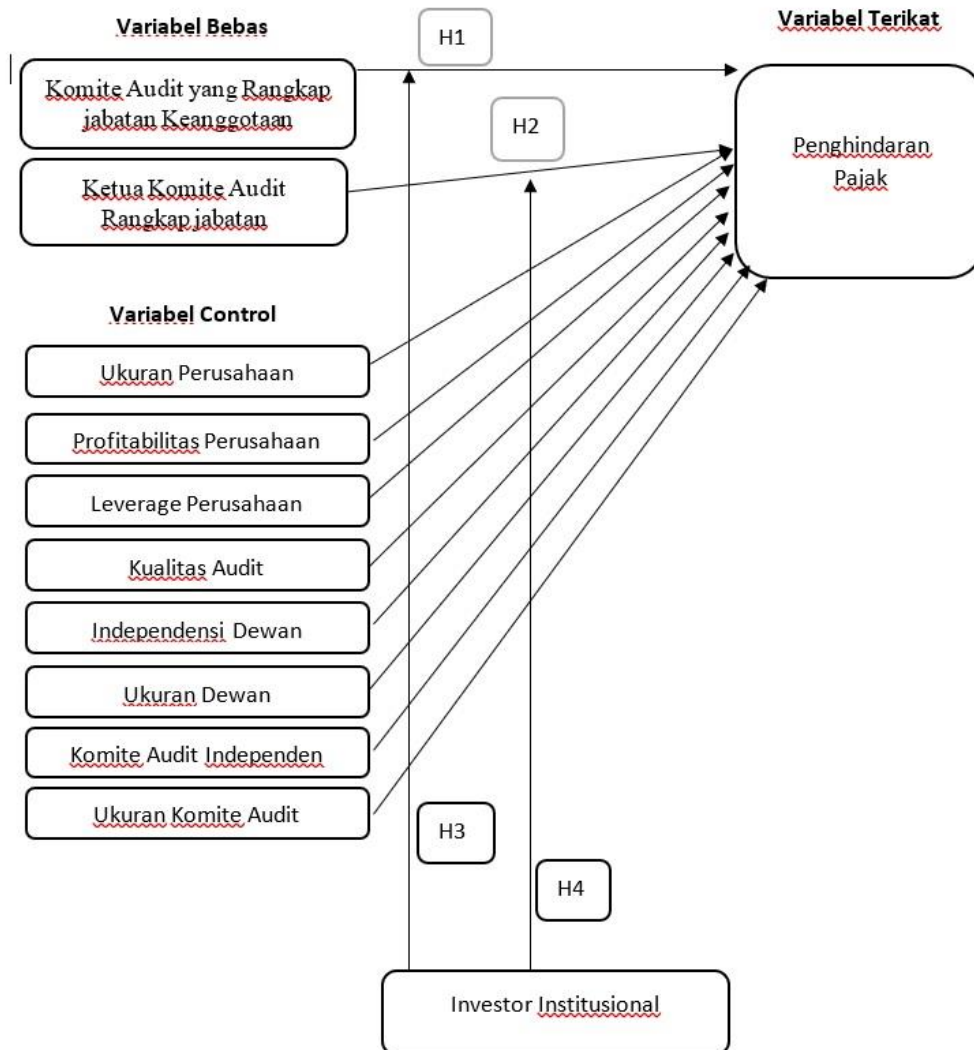 Variabel Bebas
H1
Variabel Terikat
Komite Audit yang Rangkap
jabatan Keanggotaan
H2
Ketua Komite Audit
Rangkap jabatan
Penghindaran
Pajak
Variabel Control
Ukuran Perusahaan
Profitabilitas Perusahaan
Leverage Perusahaan
Kualitas Audit
Independensi Dewan
Ukuran Dewan
Komite Audit Independen
Ukuran Komite Audit
H3
H4
Investor Institusional